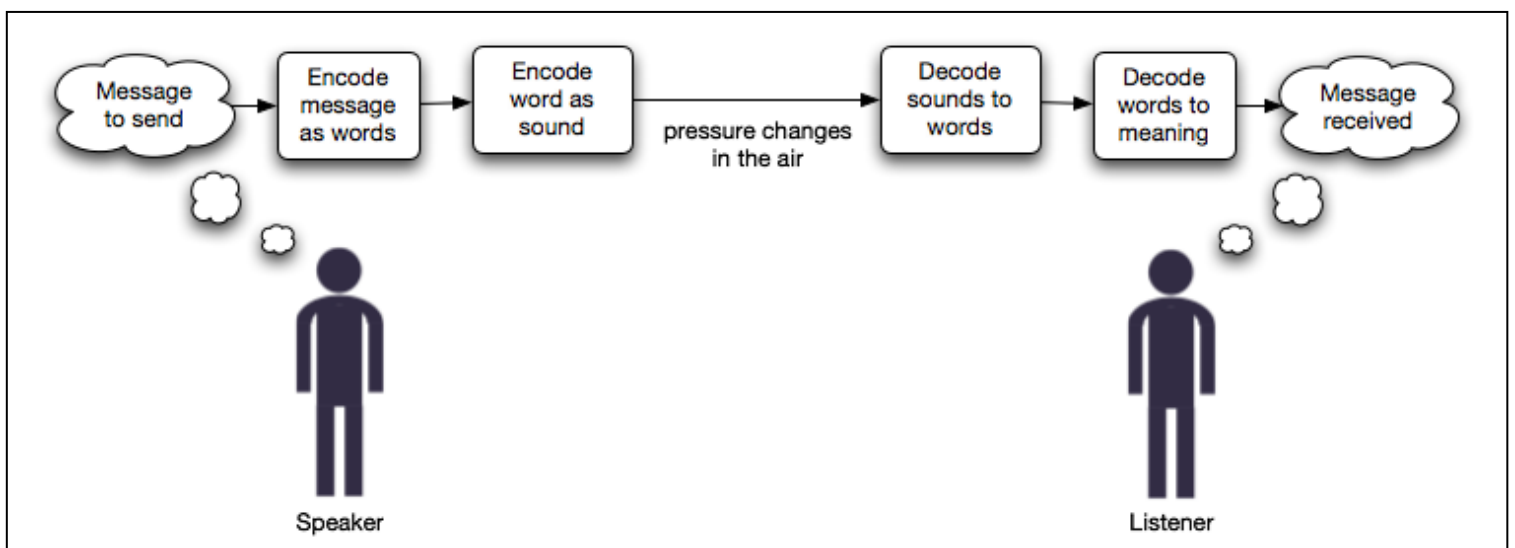 Message
to send
Encode
message
as words
Encode
word as
sound
pressure changes
in the air
Decode
sounds to
words
Decode
words to
meaning
Message
received
Speaker
Listener